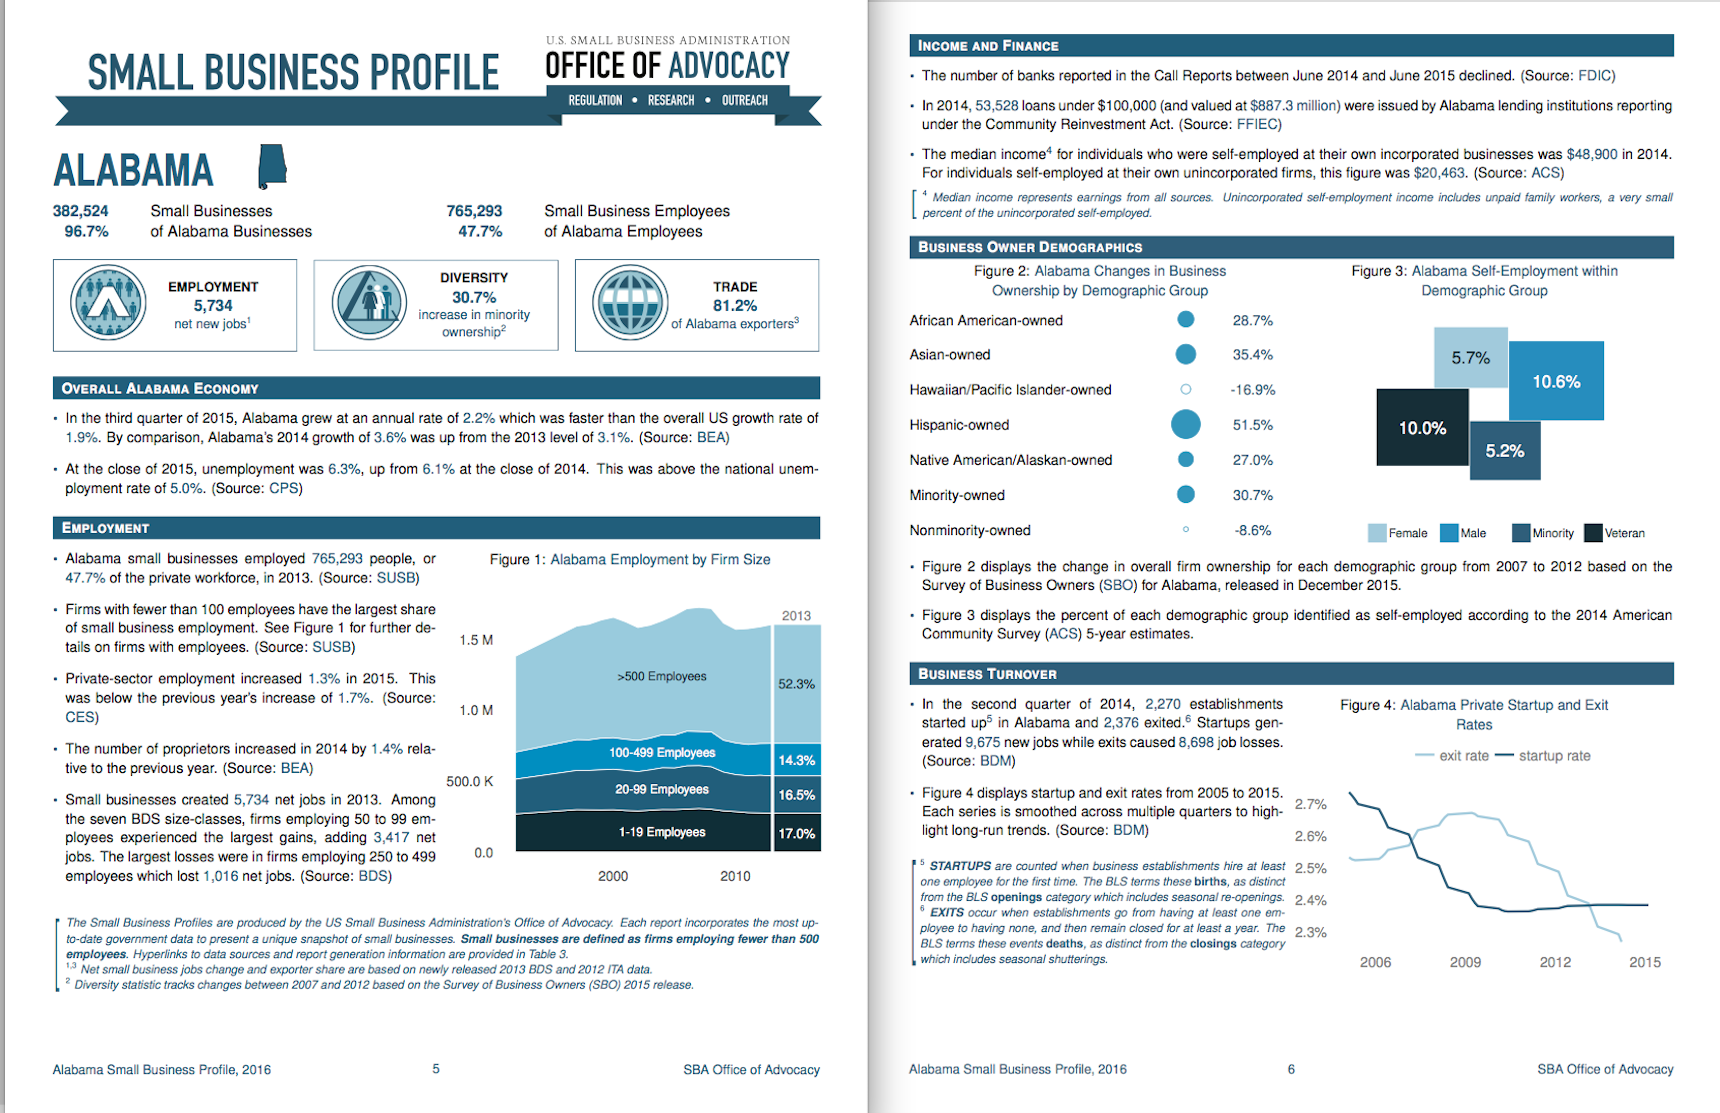 U.S. SMALL BUSINESS ADMINISTRATION
SMALL BUSINESS PROFILE
OFFICE OF ADVOCACY
REGULATION • RESEARCH • OUTREACH
ALABAMA
382,524 Small Businesses
96.7% of Alabama Businesses
765,293 Small Business Employees
47.7% of Alabama Employees
EMPLOYMENT
5,734
net new jobs1
DIVERSITY
30.7%
increase in minority
ownership2
TRADE
81.2%
of Alabama exporters3
OVERALL ALABAMA ECONOMY
• In the third quarter of 2015, Alabama grew at an annual rate of 2.2% which was faster than the overall US growth rate of
1.9%. By comparison, Alabama's 2014 growth of 3.6% was up from the 2013 level of 3.1%. (Source: BEA)
• At the close of 2015, unemployment was 6.3%, up from 6.1% at the close of 2014. This was above the national unem-
ployment rate of 5.0%. (Source: CPS)
EMPLOYMENT
• Alabama small businesses employed 765,293 people, or
47.7% of the private workforce, in 2013. (Source: SUSB)
• Firms with fewer than 100 employees have the largest share
of small business employment. See Figure 1 for further de-
tails on firms with employees. (Source: SUSB)
• Private-sector employment increased 1.3% in 2015. This
was below the previous year's increase of 1.7%. (Source:
CES)
• The number of proprietors increased in 2014 by 1.4% rela-
tive to the previous year. (Source: BEA)
• Small businesses created 5,734 net jobs in 2013. Among
the seven BDS size-classes, firms employing 50 to 99 em-
ployees experienced the largest gains, adding 3,417 net
jobs. The largest losses were in firms employing 250 to 499
employees which lost 1,016 net jobs. (Source: BDS)
Figure 1: Alabama Employment by Firm Size
2013
1.5 M
1.0 M
500.0 K
0.0
>500 Employees
52.3%
100-499 Employees
14.3%
20-99 Employees
16.5%
1-19 Employees
17.0%
2000 2010
The Small Business Profiles are produced by the US Small Business Administration's Office of Advocacy. Each report incorporates the most up-
to-date government data to present a unique snapshot of small businesses. Small businesses are defined as firms employing fewer than 500
employees. Hyperlinks to data sources and report generation information are provided in Table 3.
1,3 Net small business jobs change and exporter share are based on newly released 2013 BDS and 2012 ITA data.
2 Diversity statistic tracks changes between 2007 and 2012 based on the Survey of Business Owners (SBO) 2015 release.
Alabama Small Business Profile, 2016 5 SBA Office of Advocacy
INCOME AND FINANCE
• The number of banks reported in the Call Reports between June 2014 and June 2015 declined. (Source: FDIC)
• In 2014, 53,528 loans under $100,000 (and valued at $887.3 million) were issued by Alabama lending institutions reporting
under the Community Reinvestment Act. (Source: FFIEC)
• The median income4 for individuals who were self-employed at their own incorporated businesses was $48,900 in 2014.
For individuals self-employed at their own unincorporated firms, this figure was $20,463. (Source: ACS)
4 Median income represents earnings from all sources. Unincorporated self-employment income includes unpaid family workers, a very small
percent of the unincorporated self-employed.
BUSINESS OWNER DEMOGRAPHICS
Figure 2: Alabama Changes in Business
Ownership by Demographic Group
African American-owned 28.7%
Asian-owned 35.4%
Hawaiian/Pacific Islander-owned -16.9%
Hispanic-owned 51.5%
Native American/Alaskan-owned 27.0%
Minority-owned 30.7%
Nonminority-owned -8.6%
Figure 3: Alabama Self-Employment within
Demographic Group
5.7%
10.6%
10.0%
5.2%
Female Male Minority Veteran
• Figure 2 displays the change in overall firm ownership for each demographic group from 2007 to 2012 based on the
Survey of Business Owners (SBO) for Alabama, released in December 2015.
• Figure 3 displays the percent of each demographic group identified as self-employed according to the 2014 American
Community Survey (ACS) 5-year estimates.
BUSINESS TURNOVER
• In the second quarter of 2014, 2,270 establishments
started up5 in Alabama and 2,376 exited.6 Startups gen-
erated 9,675 new jobs while exits caused 8,698 job losses.
(Source: BDM)
• Figure 4 displays startup and exit rates from 2005 to 2015.
Each series is smoothed across multiple quarters to high-
light long-run trends. (Source: BDM)
5 STARTUPS are counted when business establishments hire at least
one employee for the first time. The BLS terms these births, as distinct
from the BLS openings category which includes seasonal re-openings.
6 EXITS occur when establishments go from having at least one em-
ployee to having none, and then remain closed for at least a year. The
BLS terms these events deaths, as distinct from the closings category
which includes seasonal shutterings.
Figure 4: Alabama Private Startup and Exit
Rates
exit rate startup rate
2.7%
2.6%
2.5%
2.4%
2.3%
2006 2009 2012 2015
Alabama Small Business Profile, 2016 6 SBA Office of Advocacy